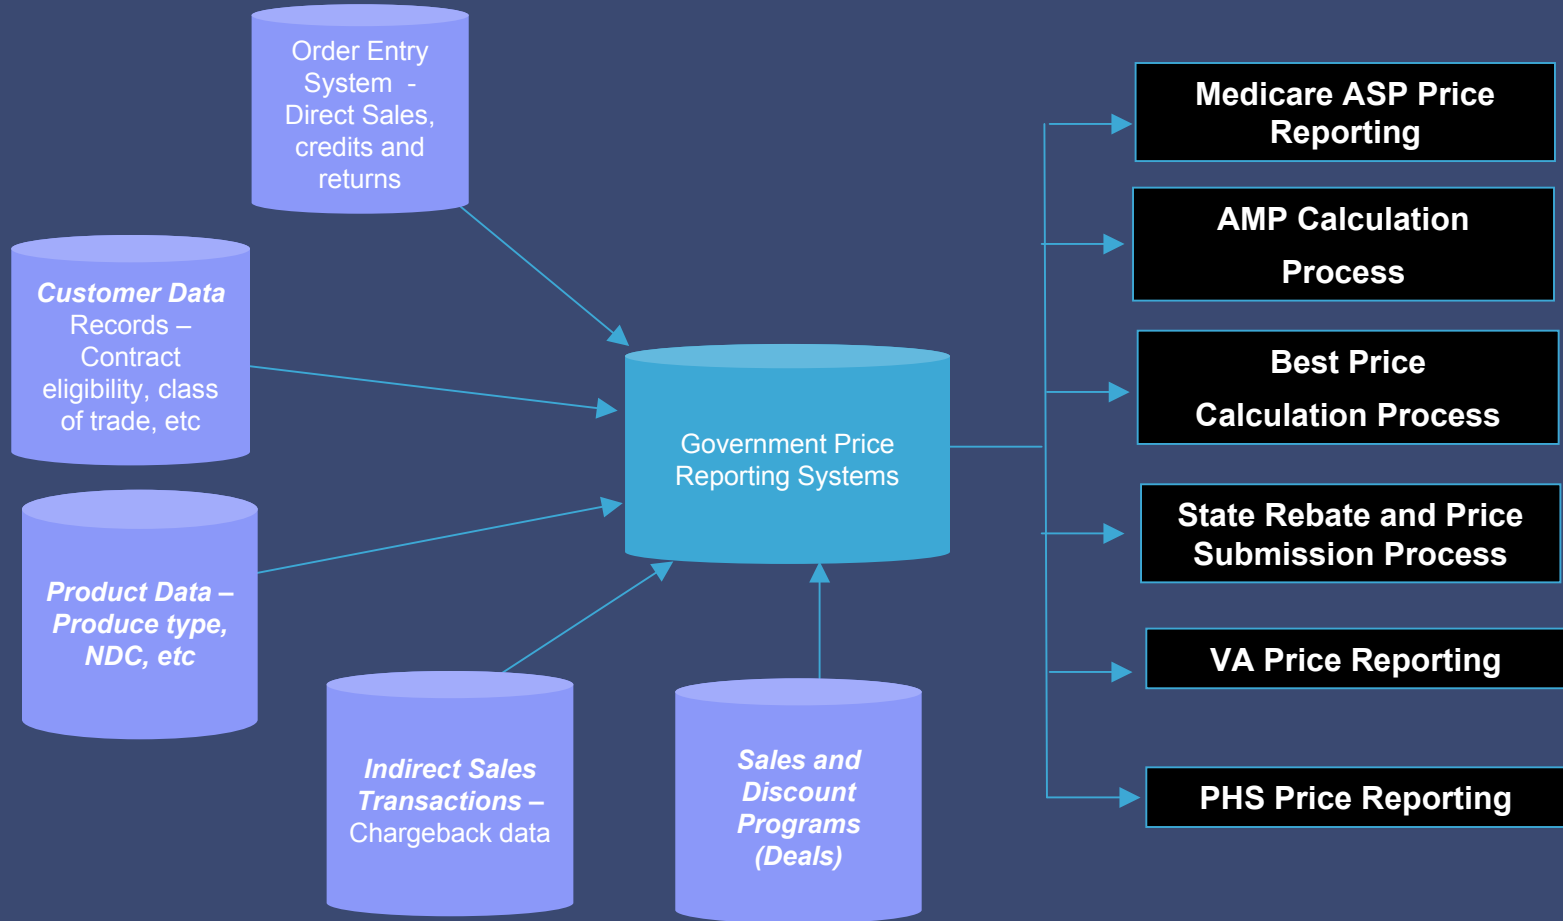 Order Entry
System -
Direct Sales,
credits and
returns
Customer Data
Records –
Contract
eligibility, class
of trade, etc
Product Data –
Produce type,
NDC, etc
Indirect Sales
Transactions –
Chargeback data
Sales and
Discount
Programs
(Deals)
Government Price
Reporting Systems
Medicare ASP Price
Reporting
AMP Calculation
Process
Best Price
Calculation Process
State Rebate and Price
Submission Process
VA Price Reporting
PHS Price Reporting